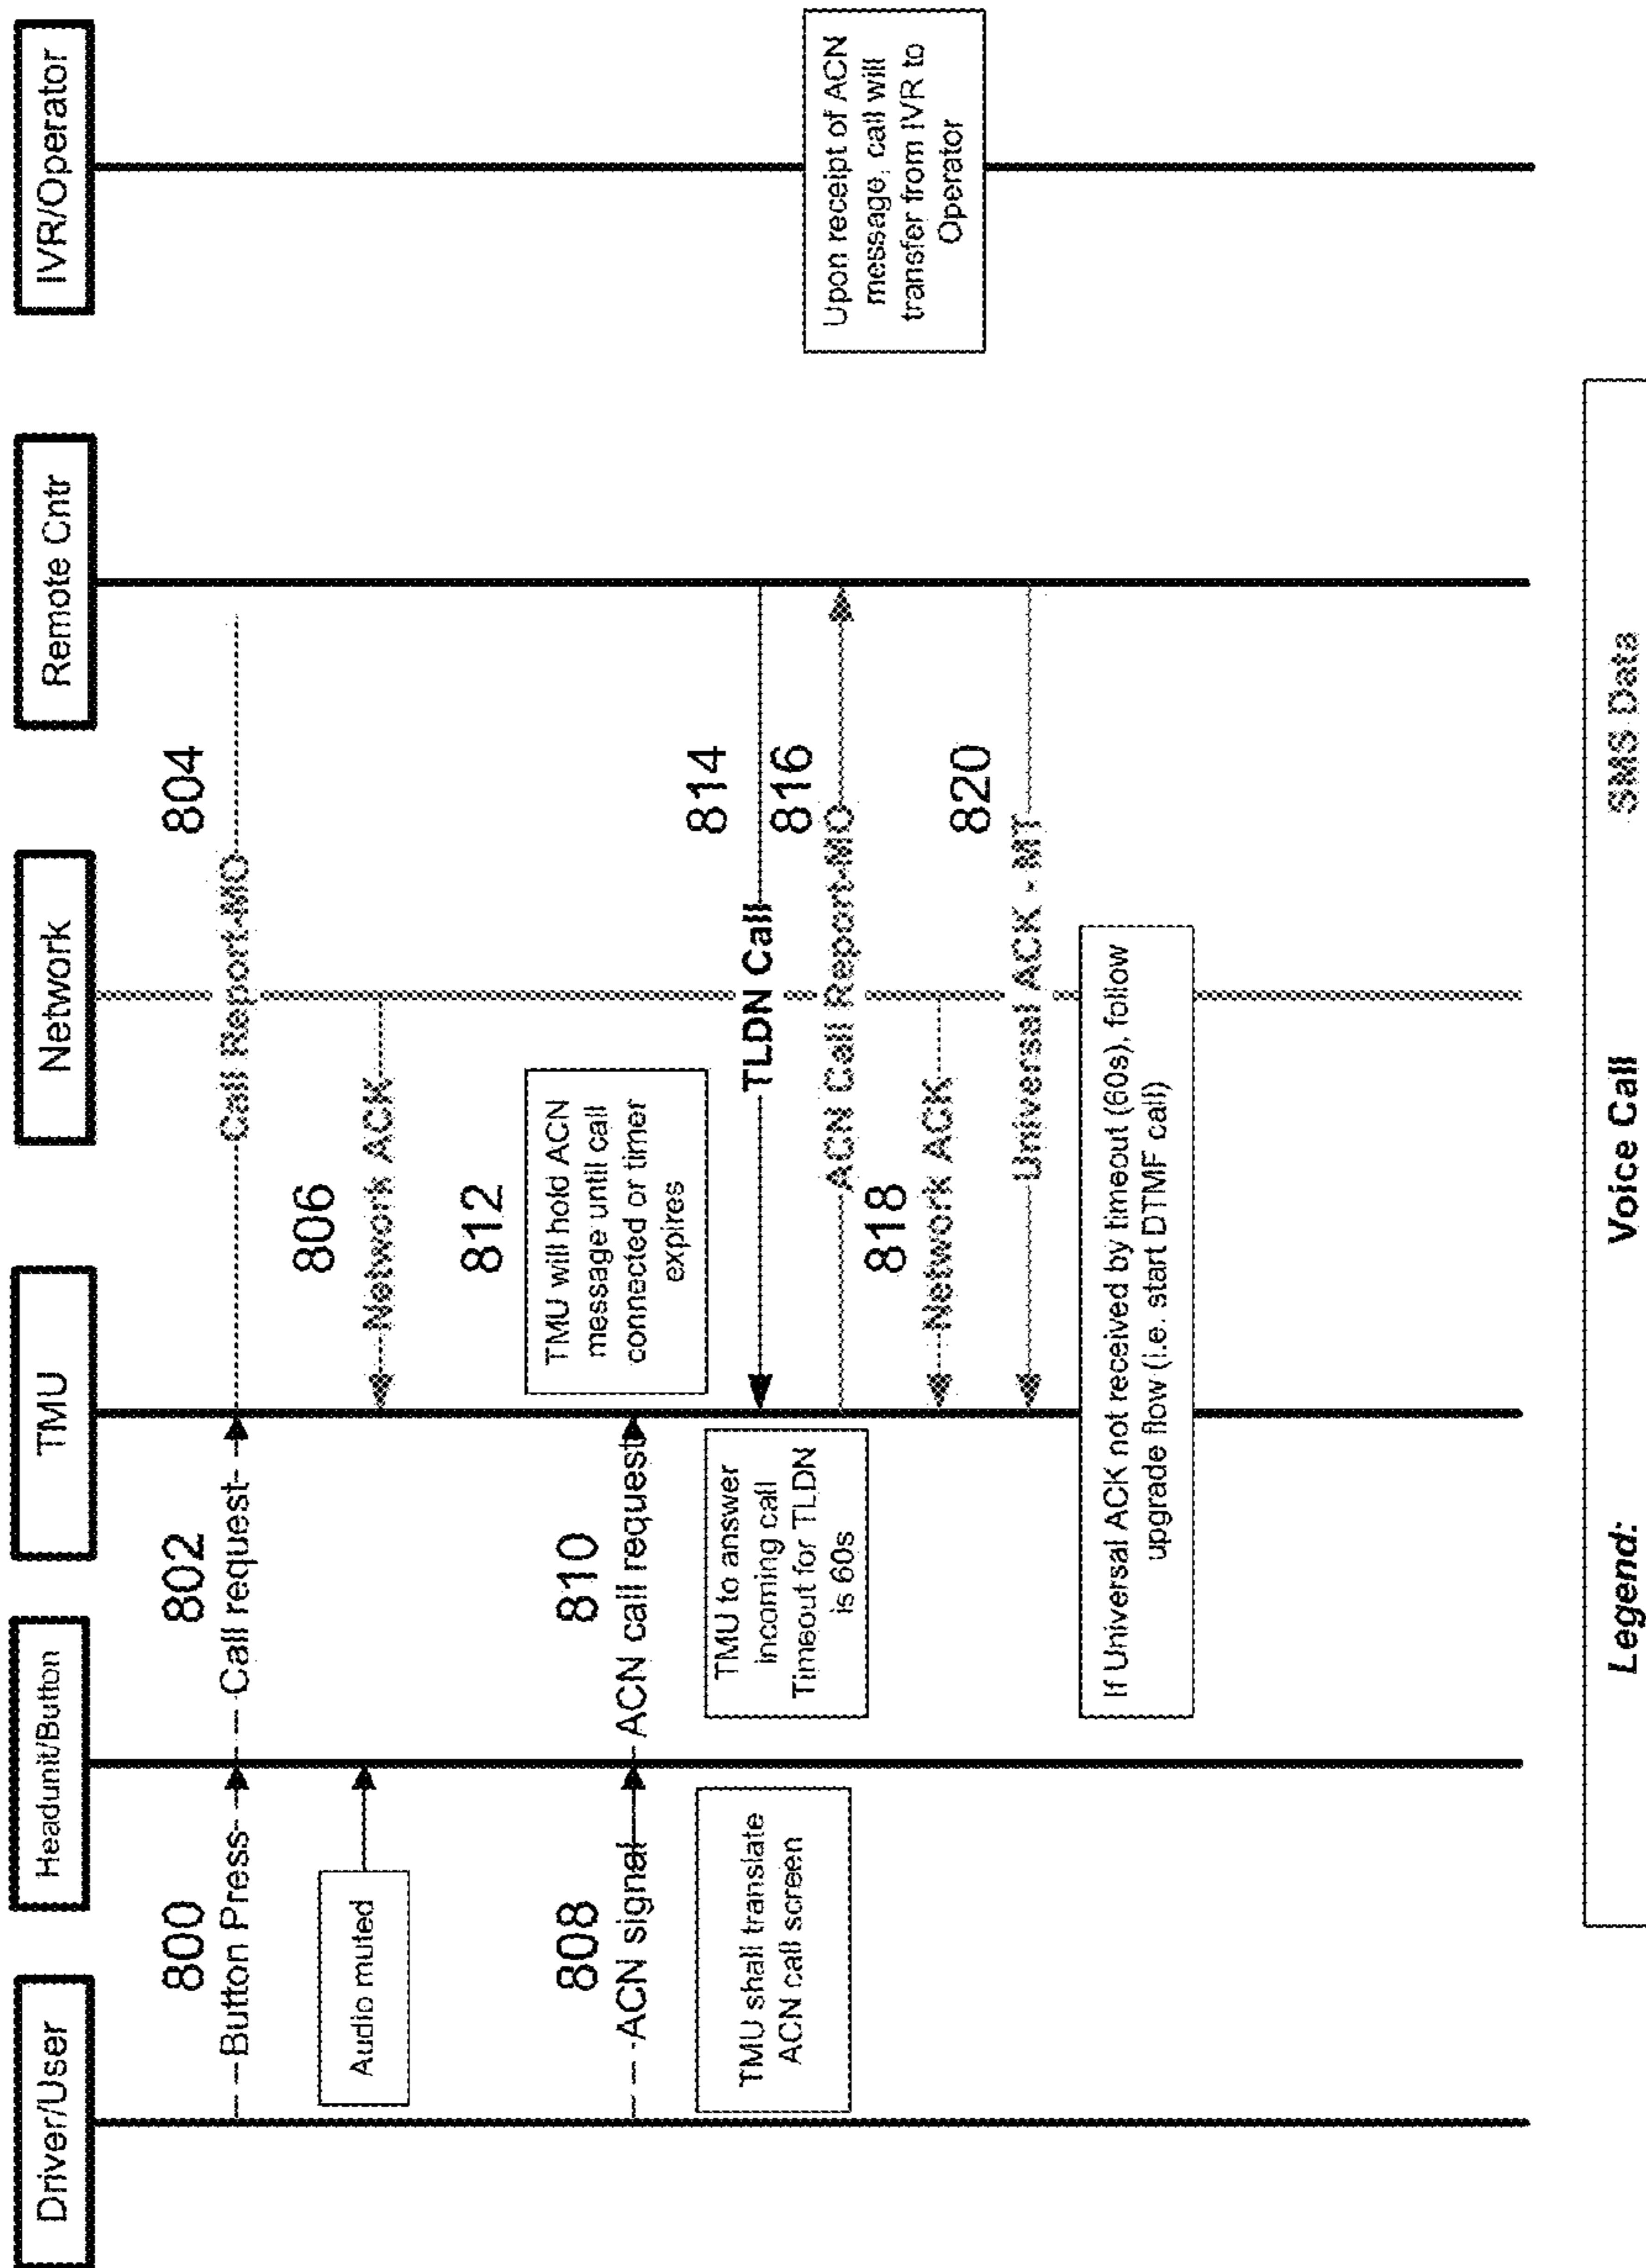 Driver/User
Headunit/Button
TMU
Network
Remote Cntr
IVR/Operator
800
802
804
Button Press
Call request
Call Report-MO
806
Audio muted
Network ACK
808
810
812
ACN signal
ACN call request
TMU will hold ACN
message until call
connected or timer
expires
TMU shall translate
ACN call screen
TMU to answer
incoming call
Timeout for TLDN
is 60s
814
TLDN Call
816
ACN Call Report-MO
Upon receipt of ACN
message, call will
transfer from IVR to
Operator
818
Network ACK
820
Universal ACK - MT
If Universal ACK not received by timeout (60s), follow
upgrade flow (i.e. start DTMF call)
Legend:
Voice Call
SMS Data